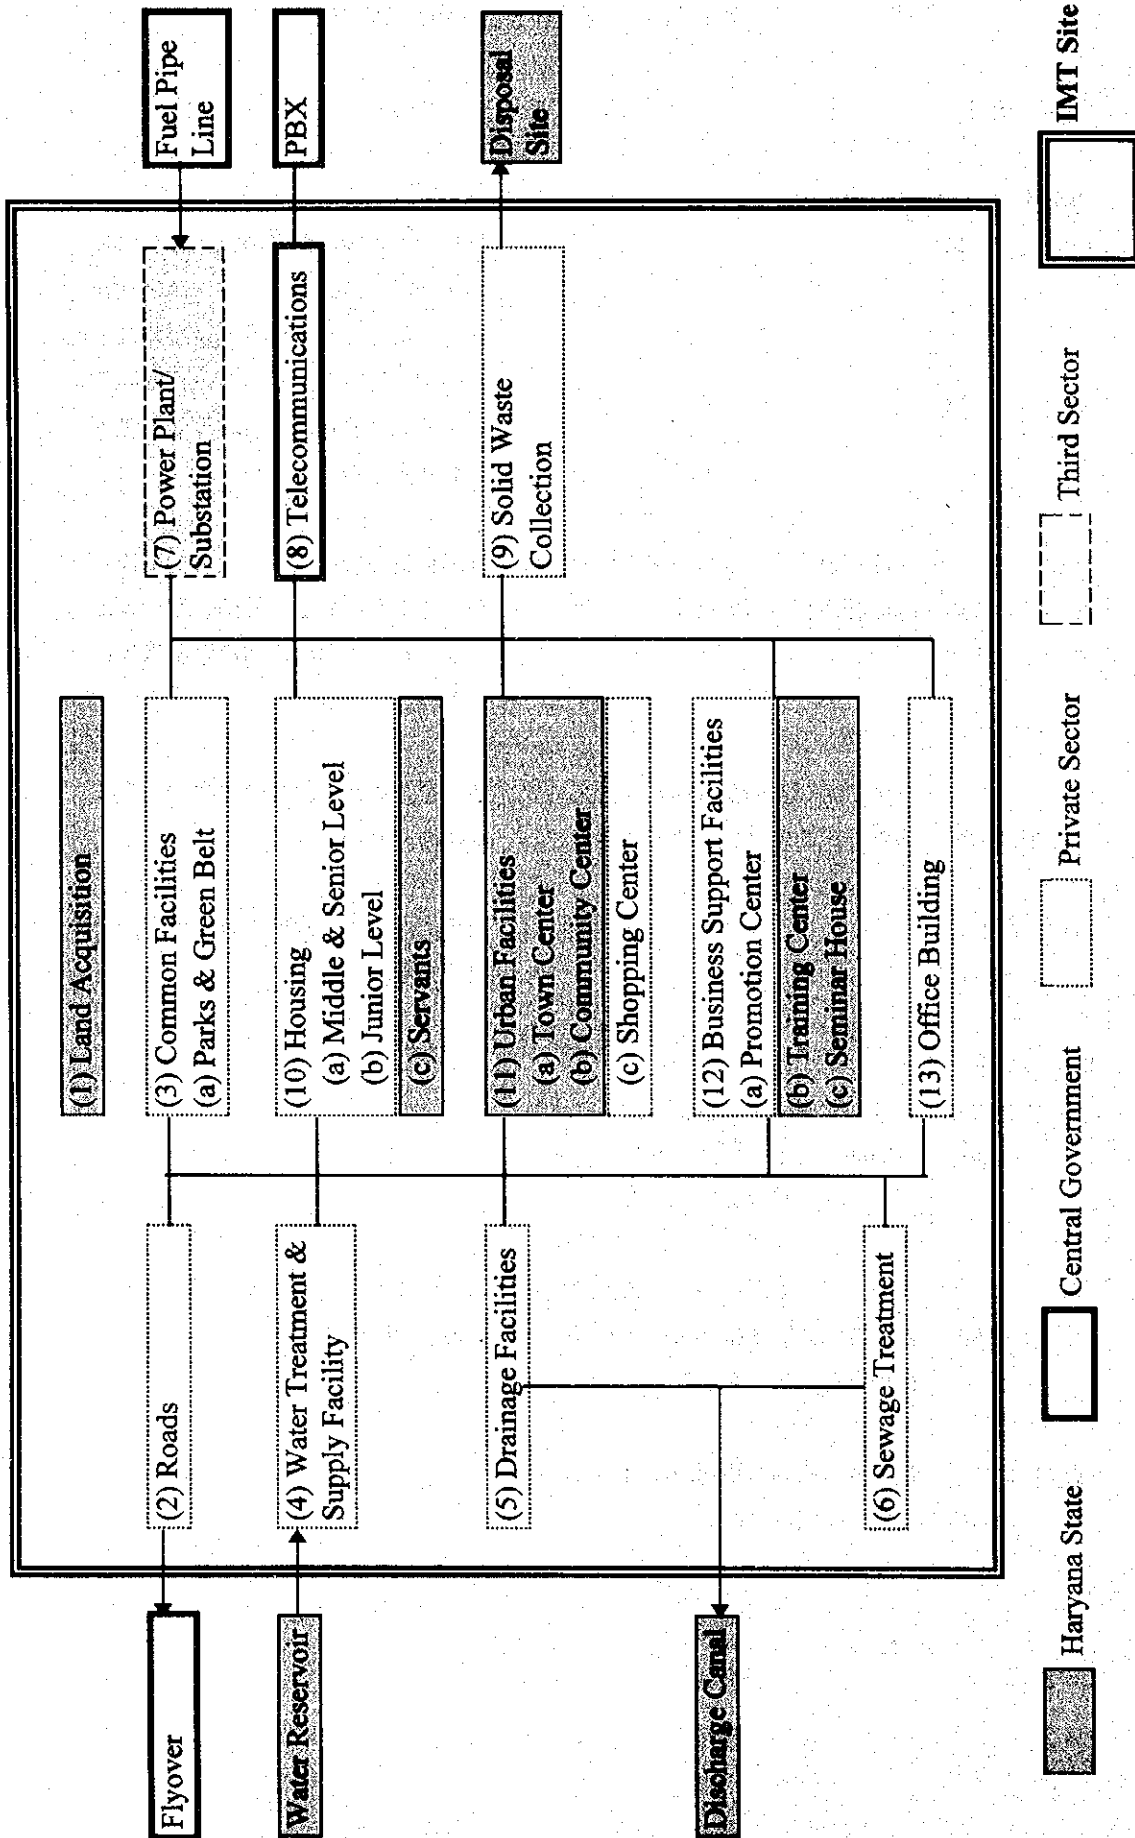 Flyover
Water Reservoir
Discharge Canal
(2) Roads
(4) Water Treatment &
Supply Facility
(5) Drainage Facilities
(6) Sewage Treatment
(1) Land Acquisition
(3) Common Facilities
(a) Parks & Green Belt
(10) Housing
(a) Middle & Senior Level
(b) Junior Level
(c) Servants
(11) Urban Facilities
(a) Town Center
(b) Community Center
(c) Shopping Center
(12) Business Support Facilities
(a) Promotion Center
(b) Training Center
(c) Seminar House
(13) Office Building
(7) Power Plant/
Substation
(8) Telecommunications
(9) Solid Waste
Collection
Fuel Pipe
Line
PBX
Disposal
Site
Haryana State
Central Government
Private Sector
Third Sector
IMT Site